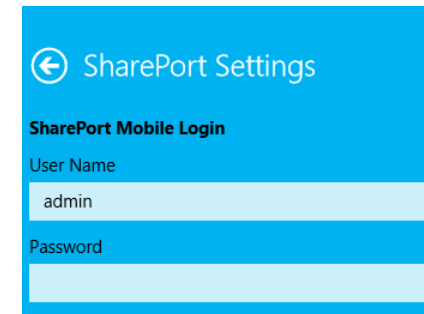 SharePort Settings
SharePort Mobile Login
User Name
admin
Password